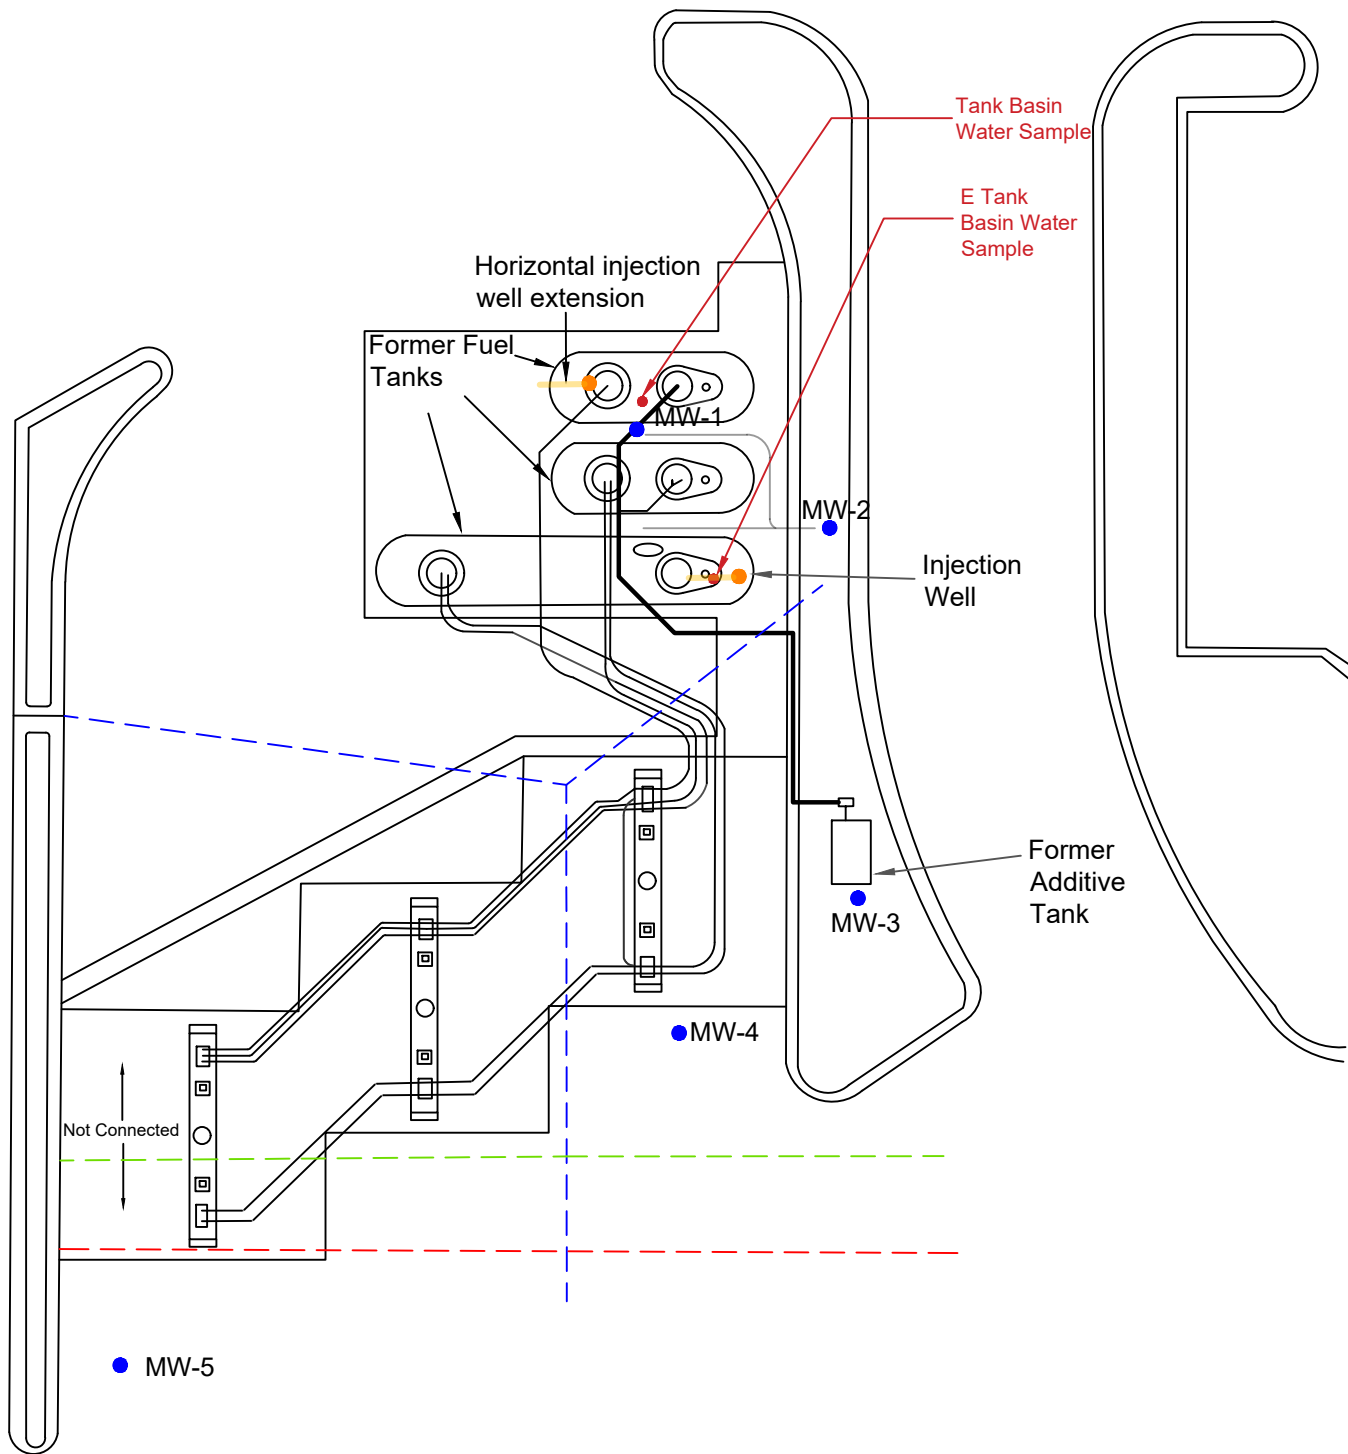 Tank Basin
Water Sample
E Tank
Basin Water
Sample
Horizontal injection
well extension
Former Fuel
Tanks
MW-1
MW-2
Injection
Well
Former
Additive
Tank
MW-3
MW-4
Not Connected
MW-5